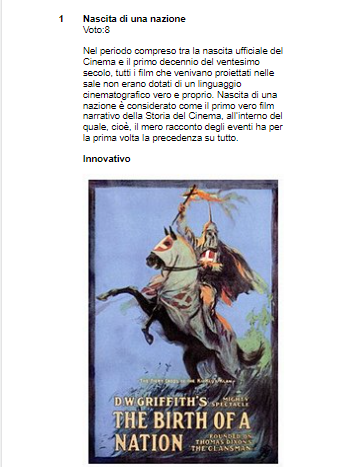 1 Nascita di una nazione
Voto:8
Nel periodo compreso tra la nascita ufficiale del
Cinema e il primo decennio del ventesimo
secolo, tutti i film che venivano proiettati nelle
sale non erano dotati di un linguaggio
cinematografico vero e proprio. Nascita di una
nazione è considerato come il primo vero film
narrativo della Storia del Cinema, all'interno del
quale, cioè, il mero racconto degli eventi ha per
la prima volta la precedenza su tutto.
Innovativo
D.W. GRIFFITH'S MIGHTY SPECTACLE
THE BIRTH OF A
NATION FOUNDED ON
THOMAS DIXON'S
THE CLANSMAN